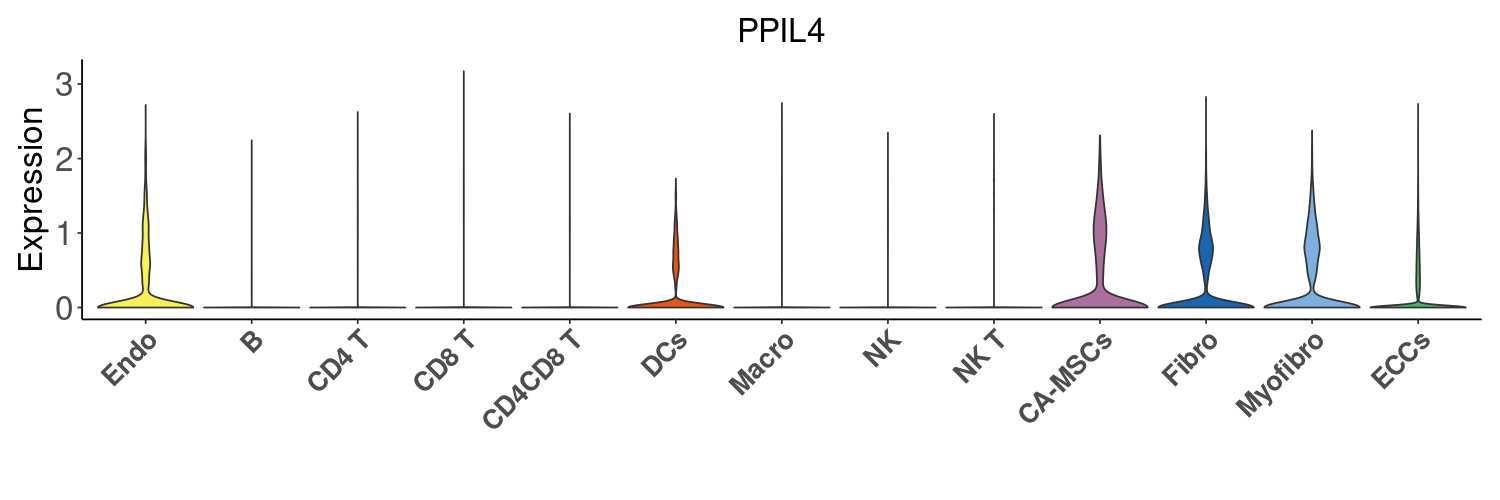 PPIL4
Expression
3
2
1
0
Endo
B
CD4 T
CD8 T
CD4CD8 T
DCs
Macro
NK
NK T
CA-MSCs
Fibro
Myofibro
ECCs